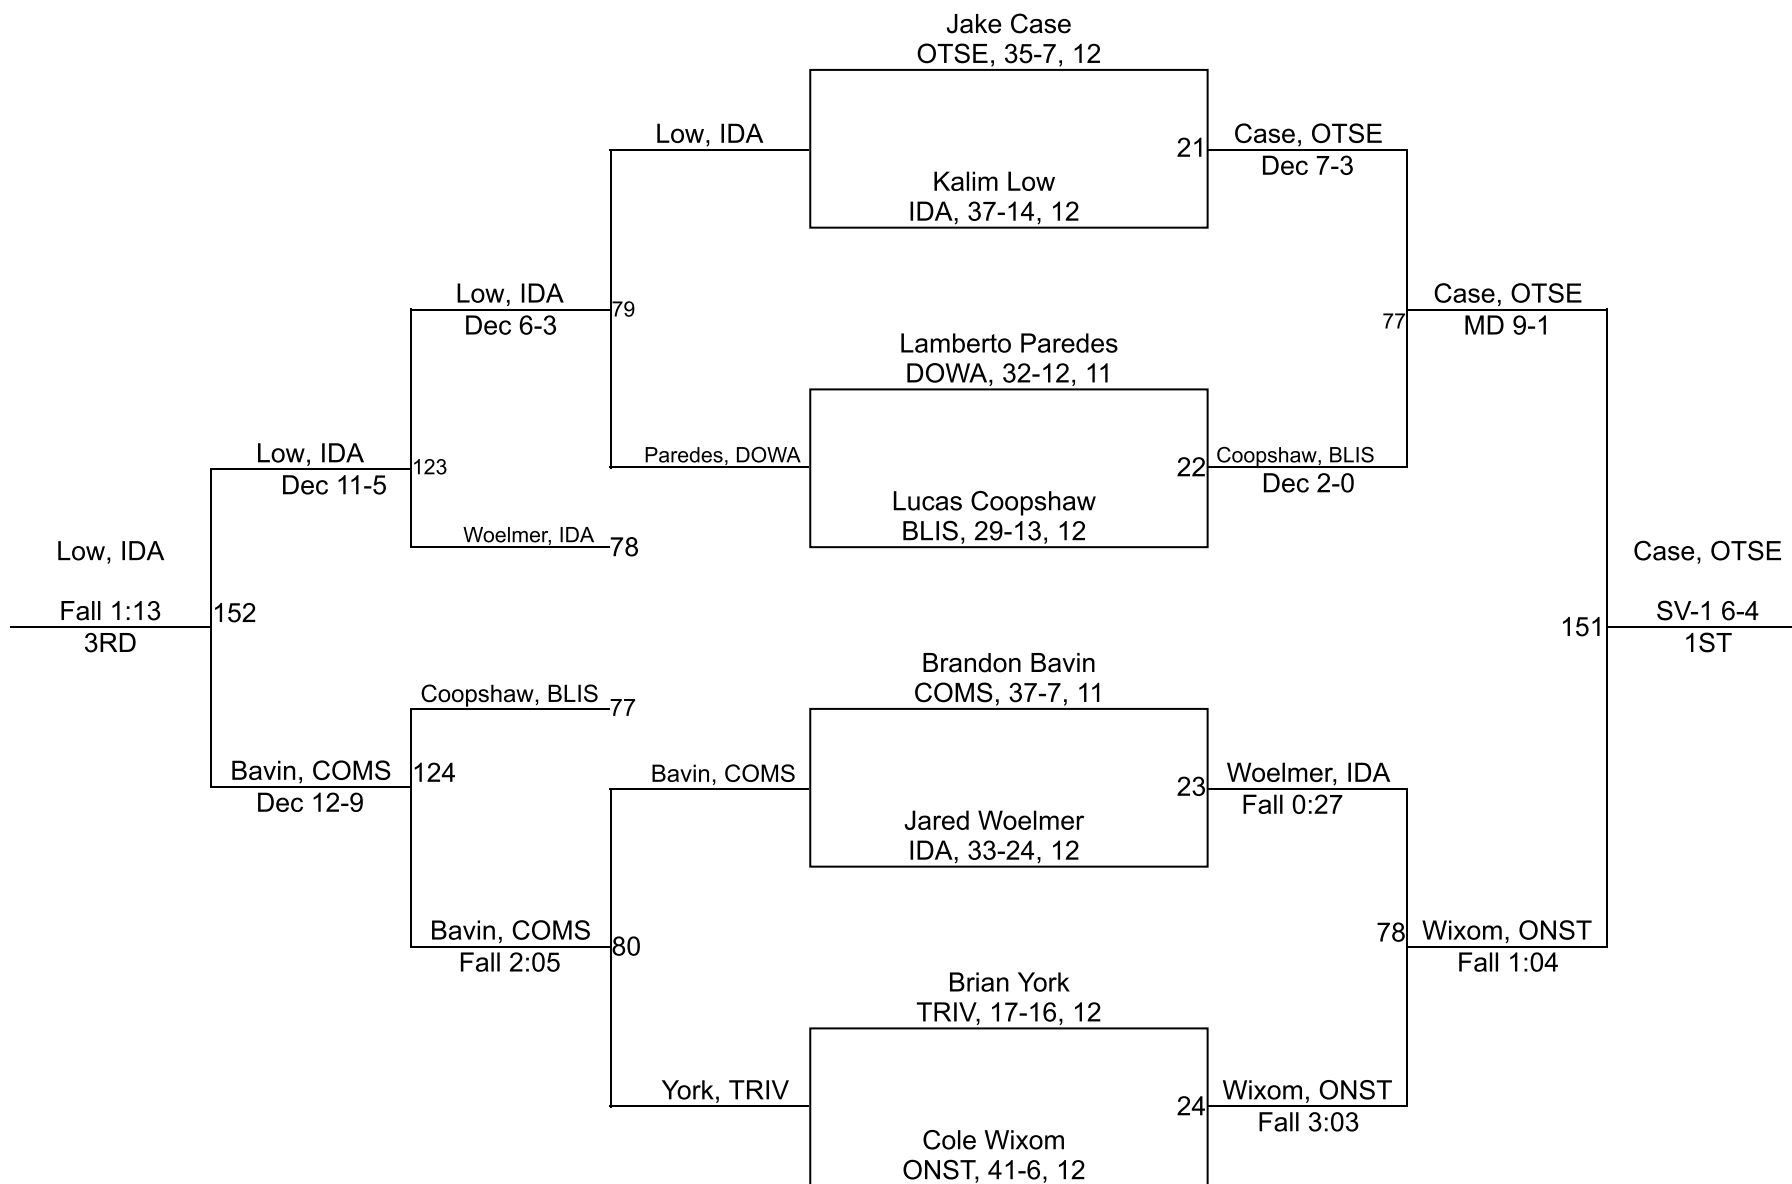 Jake Case
OTSE, 35-7, 12
Low, IDA
21
Case, OTSE
Dec 7-3
Kalim Low
IDA, 37-14, 12
Low, IDA
Dec 6-3
79
77
Case, OTSE
MD 9-1
Lamberto Paredes
DOWA, 32-12, 11
Low, IDA
Dec 11-5
123
Paredes, DOWA
22
Coopshaw, BLIS
Dec 2-0
Lucas Coopshaw
BLIS, 29-13, 12
Woelmer, IDA
78
Low, IDA
Fall 1:13
3RD
152
Case, OTSE
151
SV-1 6-4
1ST
Brandon Bavin
COMS, 37-7, 11
Coopshaw, BLIS
77
Bavin, COMS
Dec 12-9
124
Bavin, COMS
23
Woelmer, IDA
Fall 0:27
Jared Woelmer
IDA, 33-24, 12
Bavin, COMS
Fall 2:05
80
78
Wixom, ONST
Fall 1:04
Brian York
TRIV, 17-16, 12
York, TRIV
24
Wixom, ONST
Fall 3:03
Cole Wixom
ONST, 41-6, 12